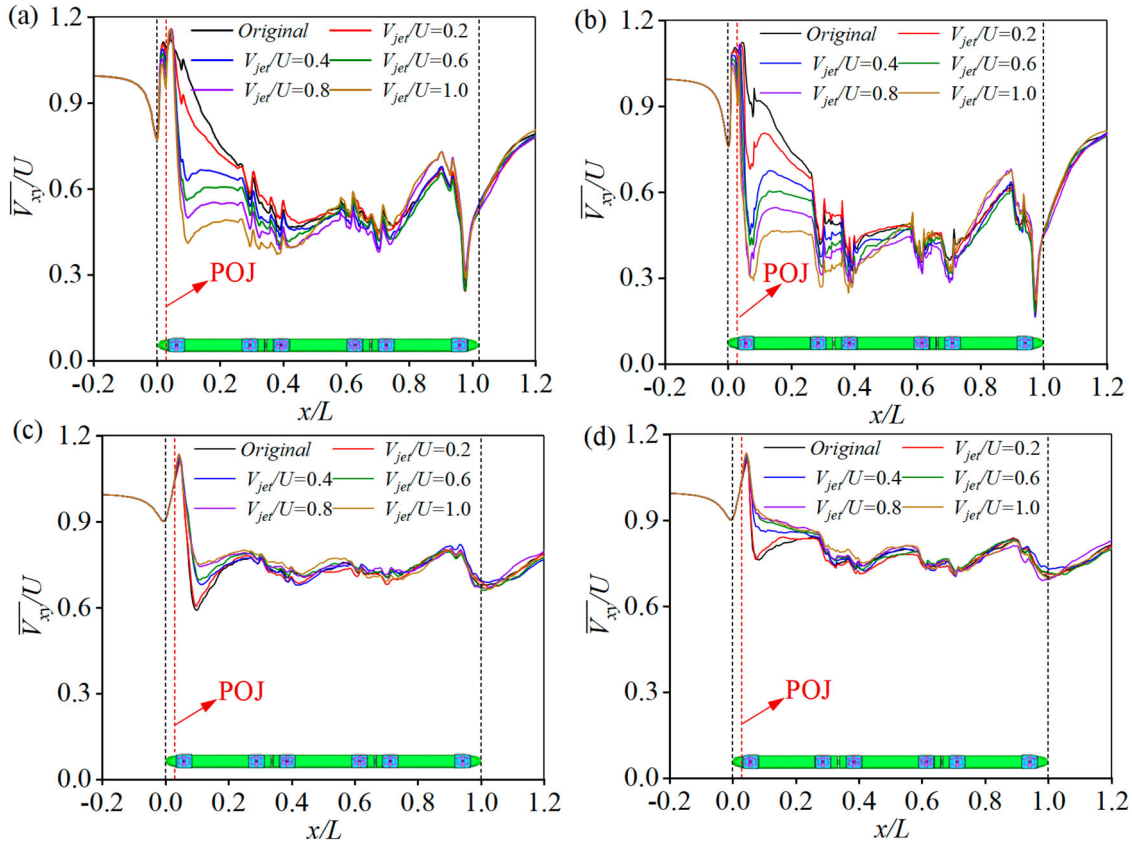 (a)
1.2
0.9
0.6
0.3
0.0
V_xy/U
Original V_jet/U=0.2
V_jet/U=0.4 V_jet/U=0.6
V_jet/U=0.8 V_jet/U=1.0
POJ
-0.2 0.0 0.2 0.4 0.6 0.8 1.0 1.2
x/L
(b)
1.2
0.9
0.6
0.3
0.0
V_xy/U
Original V_jet/U=0.2
V_jet/U=0.4 V_jet/U=0.6
V_jet/U=0.8 V_jet/U=1.0
POJ
-0.2 0.0 0.2 0.4 0.6 0.8 1.0 1.2
x/L
(c)
1.2
0.9
0.6
0.3
0.0
V_xy/U
Original V_jet/U=0.2
V_jet/U=0.4 V_jet/U=0.6
V_jet/U=0.8 V_jet/U=1.0
POJ
-0.2 0.0 0.2 0.4 0.6 0.8 1.0 1.2
x/L
(d)
1.2
0.9
0.6
0.3
0.0
V_xy/U
Original V_jet/U=0.2
V_jet/U=0.4 V_jet/U=0.6
V_jet/U=0.8 V_jet/U=1.0
POJ
-0.2 0.0 0.2 0.4 0.6 0.8 1.0 1.2
x/L